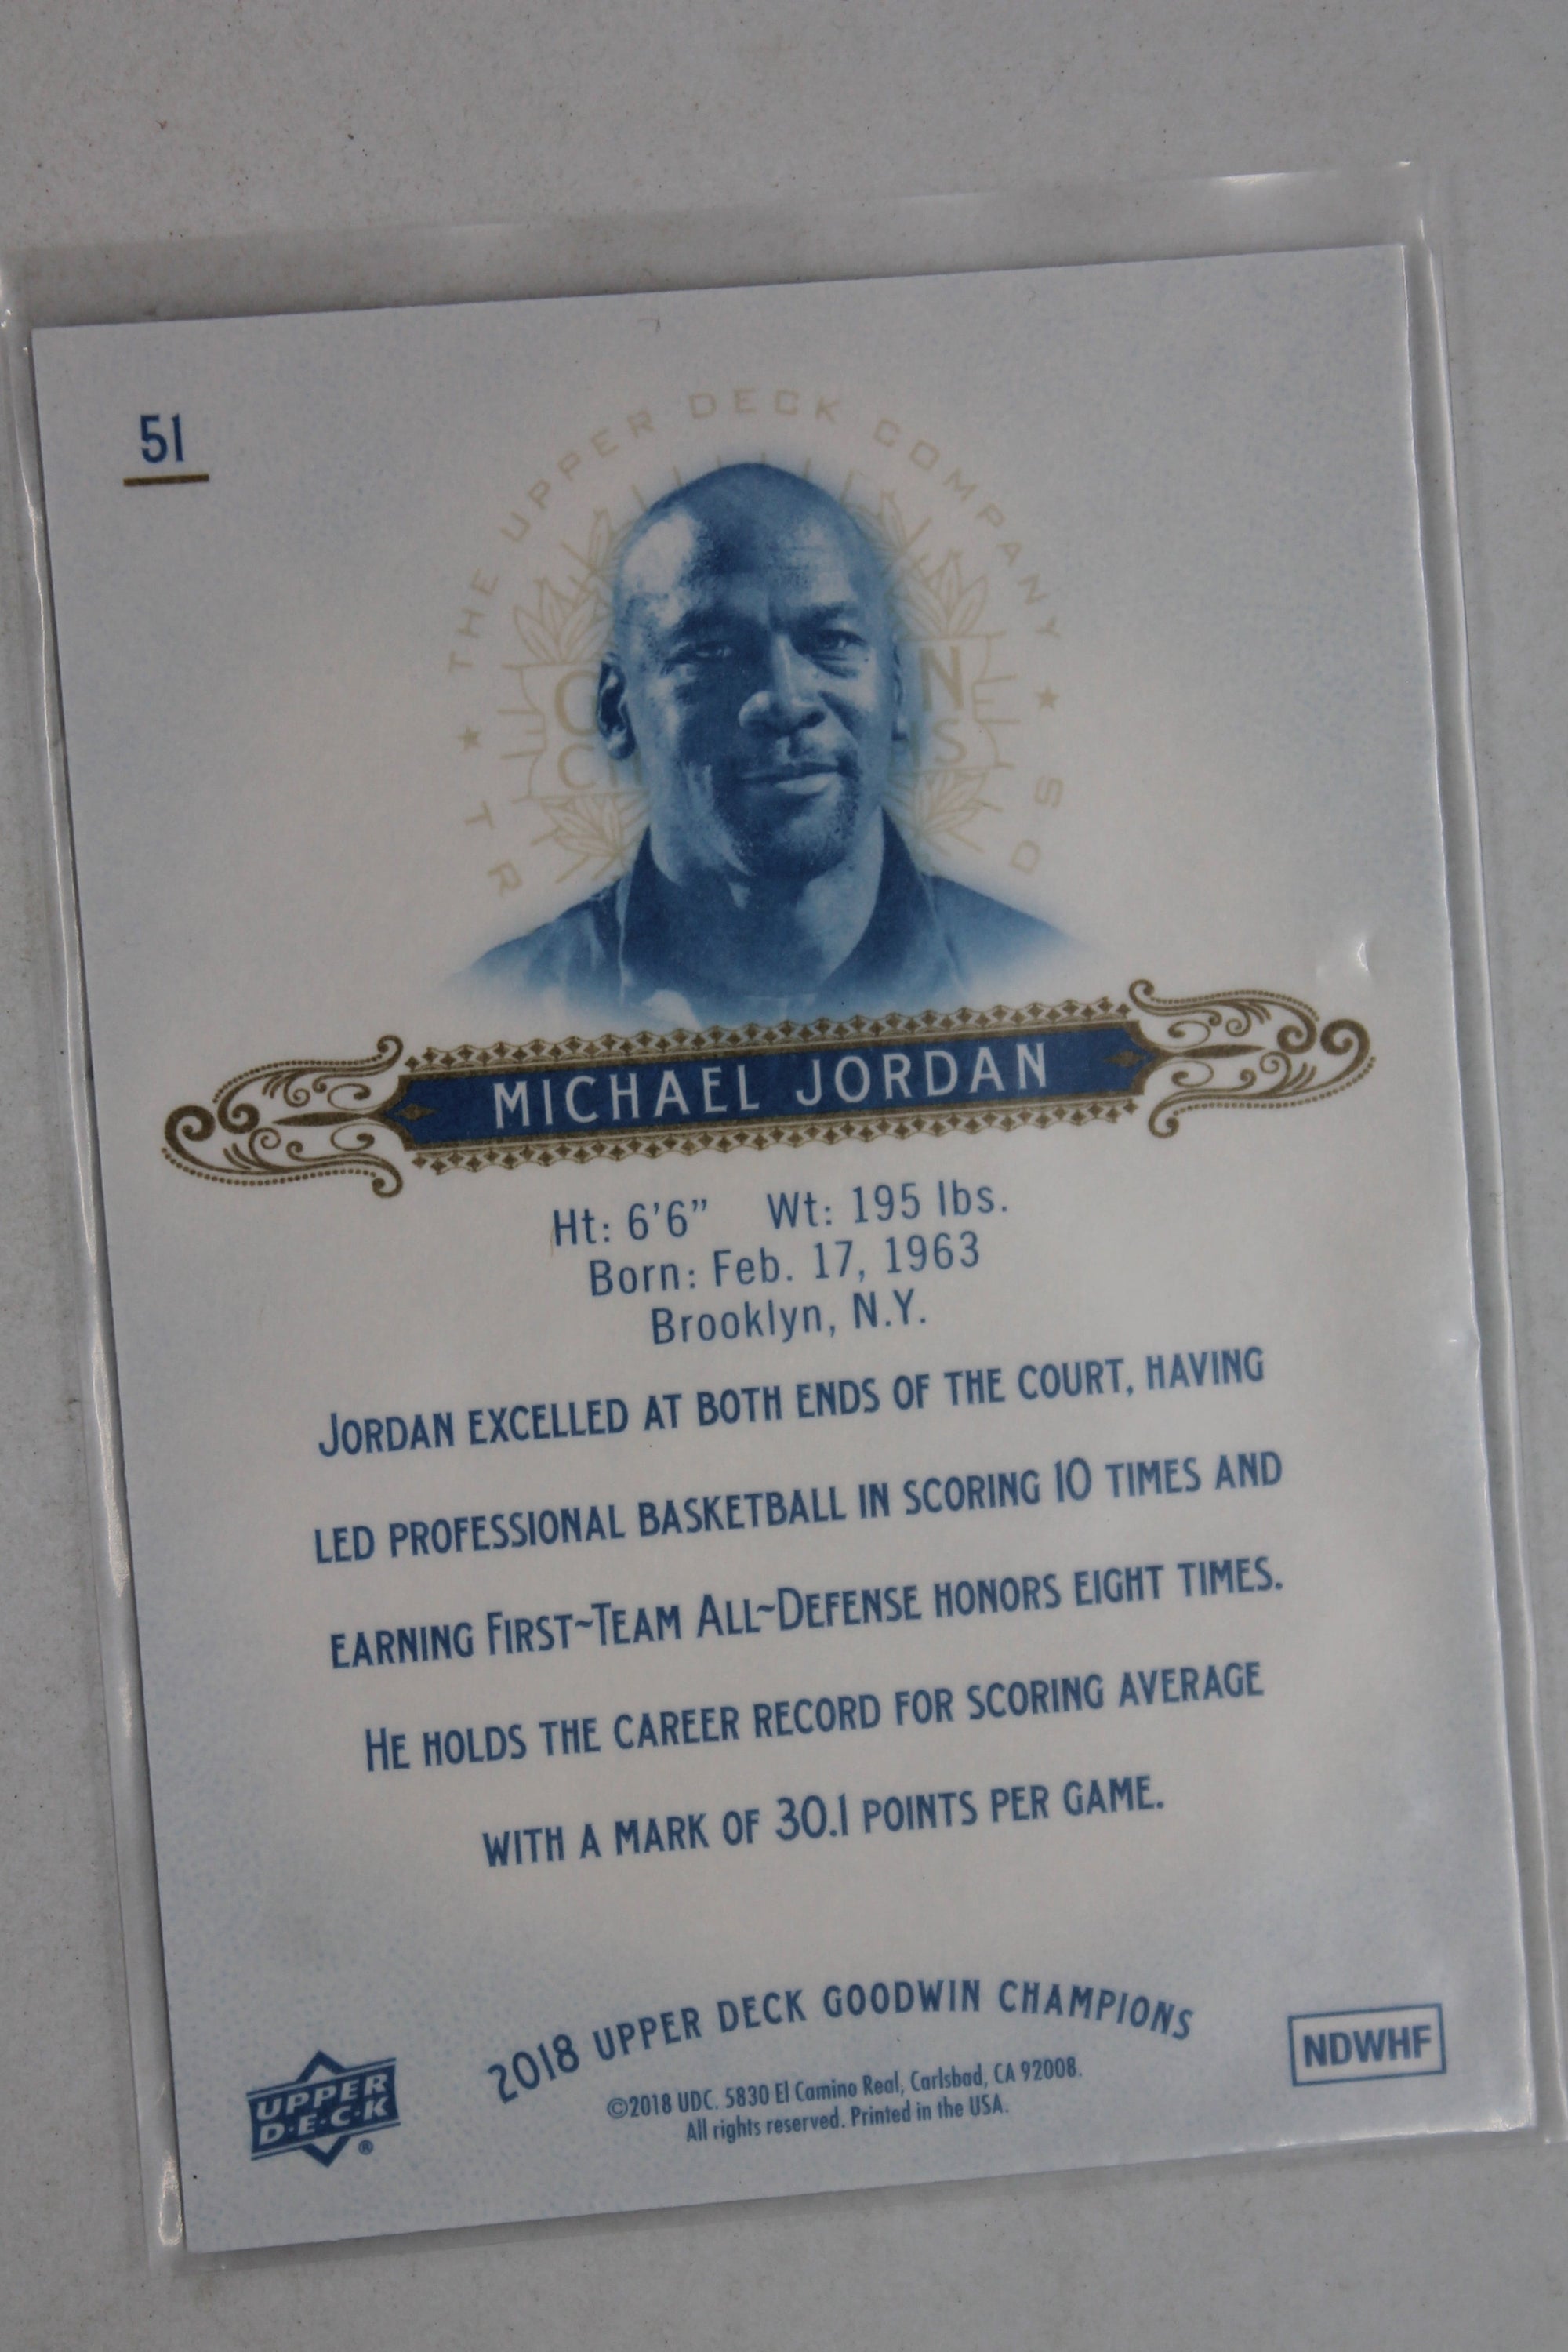 51
THE UPPER DECK COMPANY
MICHAEL JORDAN
Ht: 6'6” Wt: 195 lbs.
Born: Feb. 17, 1963
Brooklyn, N.Y.
JORDAN EXCELLED AT BOTH ENDS OF THE COURT, HAVING
LED PROFESSIONAL BASKETBALL IN SCORING 10 TIMES AND
EARNING FIRST~TEAM ALL~DEFENSE HONORS EIGHT TIMES.
HE HOLDS THE CAREER RECORD FOR SCORING AVERAGE
WITH A MARK OF 30.1 POINTS PER GAME.
2018 UPPER DECK GOODWIN CHAMPIONS
©2018 UDC. 5830 El Camino Real, Carlsbad, CA 92008.
All rights reserved. Printed in the USA.
UPPER
D·E·C·K
®
NDWHF